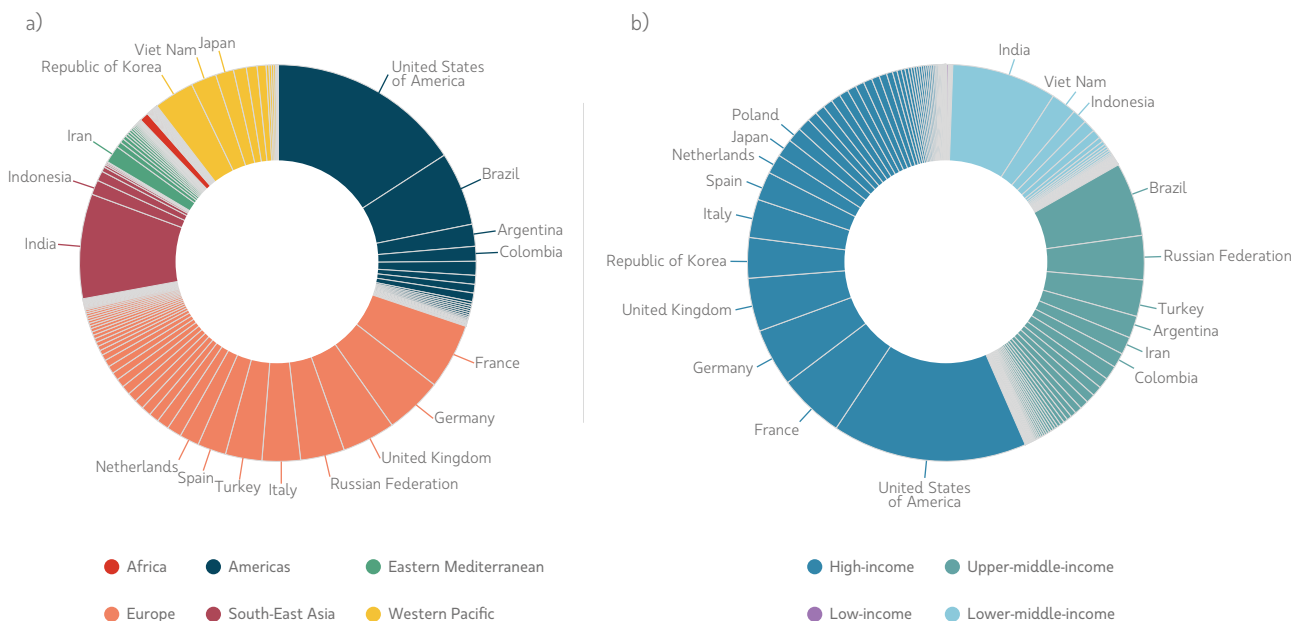 a)
Viet Nam
Japan
Republic of Korea
United States
of America
Iran
Brazil
Indonesia
Argentina
Colombia
India
France
Germany
Netherlands
United Kingdom
Spain
Turkey
Italy
Russian Federation
Africa
Americas
Eastern Mediterranean
Europe
South-East Asia
Western Pacific
b)
India
Viet Nam
Indonesia
Poland
Japan
Netherlands
Spain
Brazil
Italy
Republic of Korea
Russian Federation
United Kingdom
Turkey
Argentina
Iran
Germany
Colombia
France
United States
of America
High-income
Upper-middle-income
Low-income
Lower-middle-income